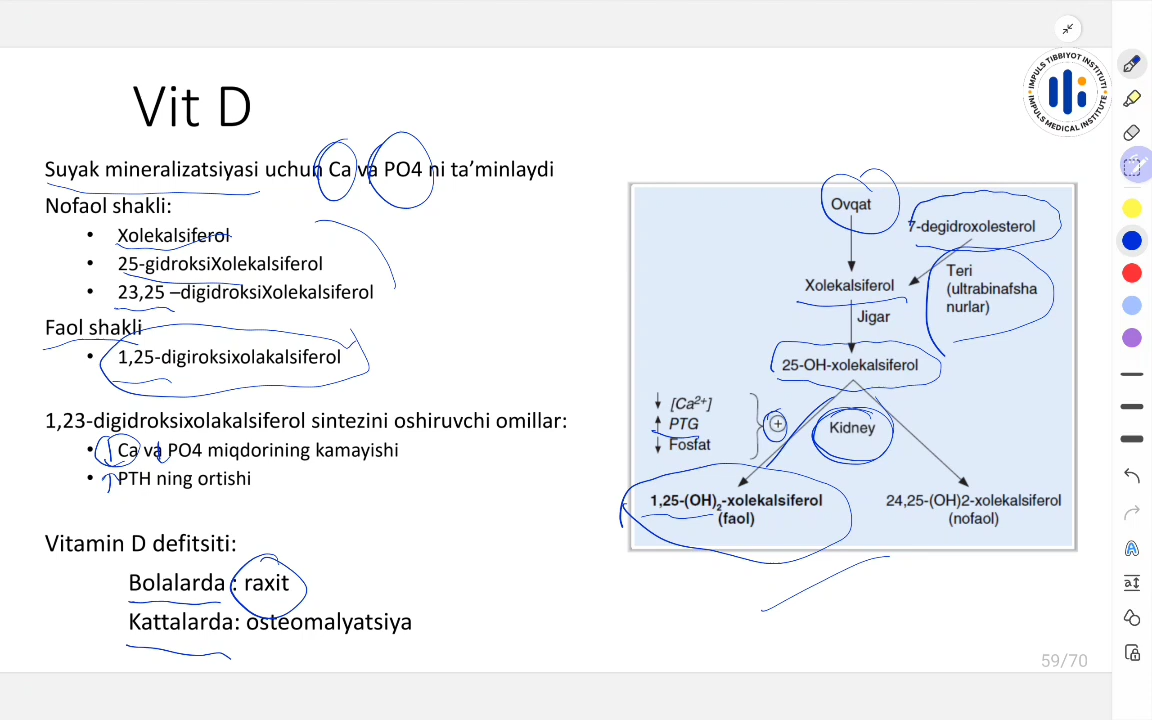 IMPULS TIBBIYOT INSTITUTI
IMPULS MEDICAL INSTITUTE
Vit D
Suyak mineralizatsiyasi uchun Ca va PO4 ni ta’minlaydi
Nofaol shakli:
• Xolekalsiferol
• 25-gidroksiXolekalsiferol
• 23,25 –digidroksiXolekalsiferol
Faol shakli
• 1,25-digiroksixolakalsiferol
1,23-digidroksixolakalsiferol sintezini oshiruvchi omillar:
• Ca va PO4 miqdorining kamayishi
• PTH ning ortishi
Vitamin D defitsiti:
Bolalarda : raxit
Kattalarda: osteomalyatsiya
Ovqat
7-degidroxolesterol
Teri
(ultrabinafsha
nurlar)
Xolekalsiferol
Jigar
25-OH-xolekalsiferol
↓ [Ca²⁺]
↑ PTG
↓ Fosfat
+
Kidney
1,25-(OH)₂-xolekalsiferol
(faol)
24,25-(OH)2-xolekalsiferol
(nofaol)
59/70